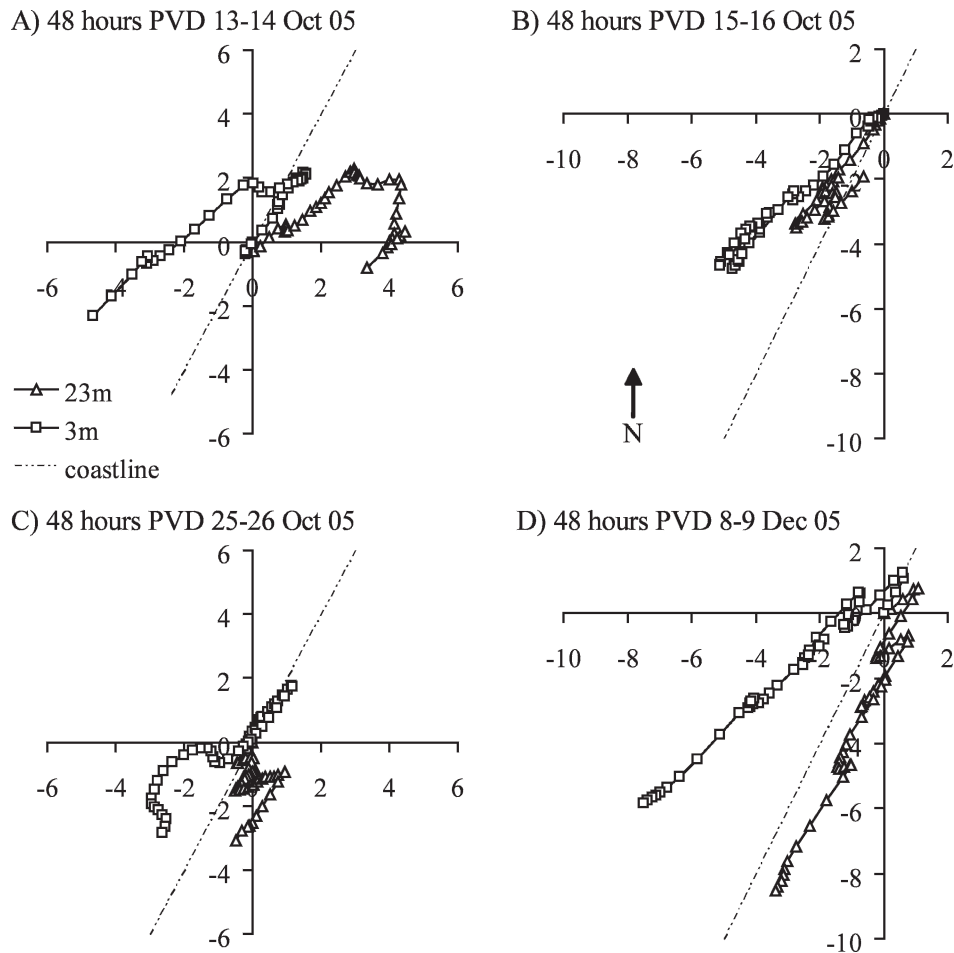 A) 48 hours PVD 13-14 Oct 05
6
4
2
0
-6 -4 -2 0 2 4 6
-2
-4
-6
23m
3m
coastline
B) 48 hours PVD 15-16 Oct 05
2
0
-10 -8 -6 -4 -2 0 2
-2
-4
-6
-8
-10
N
C) 48 hours PVD 25-26 Oct 05
6
4
2
0
-6 -4 -2 0 2 4 6
-2
-4
-6
D) 48 hours PVD 8-9 Dec 05
2
0
-10 -8 -6 -4 -2 0 2
-2
-4
-6
-8
-10